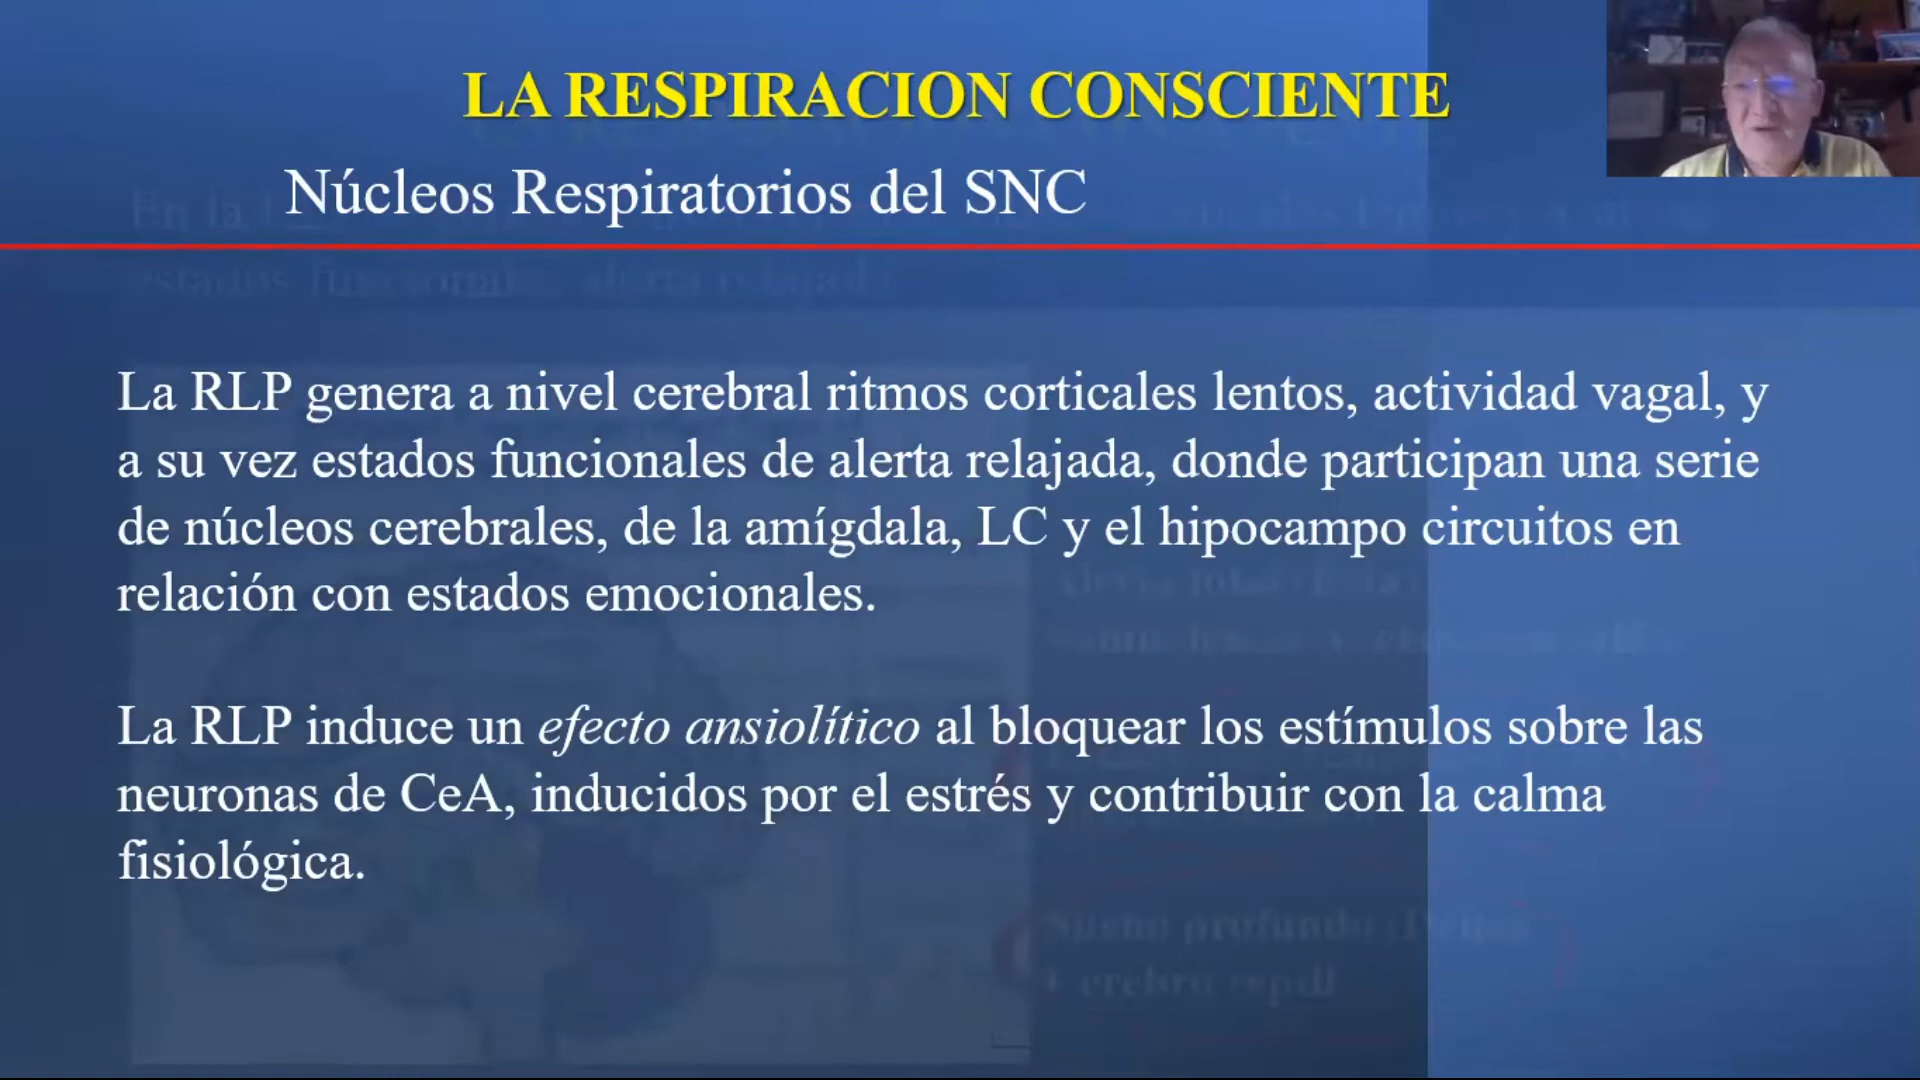 LA RESPIRACION CONSCIENTE
Núcleos Respiratorios del SNC
La RLP genera a nivel cerebral ritmos corticales lentos, actividad vagal, y
a su vez estados funcionales de alerta relajada, donde participan una serie
de núcleos cerebrales, de la amígdala, LC y el hipocampo circuitos en
relación con estados emocionales.
La RLP induce un efecto ansiolítico al bloquear los estímulos sobre las
neuronas de CeA, inducidos por el estrés y contribuir con la calma
fisiológica.